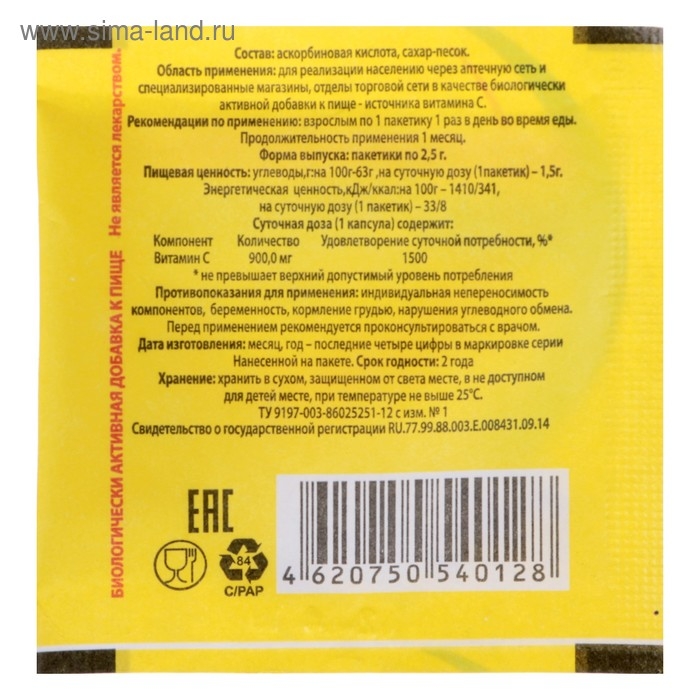 www.sima-land.ru
Состав: аскорбиновая кислота, сахар-песок.
Область применения: для реализации населению через аптечную сеть и
специализированные магазины, отделы торговой сети в качестве биологически
активной добавки к пище - источника витамина С.
Рекомендации по применению: взрослым по 1 пакетику 1 раз в день во время еды.
Продолжительность применения 1 месяц.
Форма выпуска: пакетики по 2,5 г.
Пищевая ценность: углеводы,г:на 100г-63г ,на суточную дозу (1пакетик) – 1,5г.
Энергетическая ценность,кДж/ккал:на 100г – 1410/341,
на суточную дозу (1 пакетик) – 33/8
Суточная доза (1 капсула) содержит:
Компонент Количество Удовлетворение суточной потребности, %*
Витамин С 900,0 мг 1500
* не превышает верхний допустимый уровень потребления
Противопоказания для применения: индивидуальная непереносимость
компонентов, беременность, кормление грудью, нарушения углеводного обмена.
Перед применением рекомендуется проконсультироваться с врачом.
Дата изготовления: месяц, год – последние четыре цифры в маркировке серии
Нанесенной на пакете. Срок годности: 2 года
Хранение: хранить в сухом, защищенном от света месте, в не доступном
для детей месте, при температуре не выше 25°С.
ТУ 9197-003-86025251-12 с изм. № 1
Свидетельство о государственной регистрации RU.77.99.88.003.Е.008431.09.14
БИОЛОГИЧЕСКИ АКТИВНАЯ ДОБАВКА К ПИЩЕ Не является лекарством.
ЕАС
84
C/PAP
4 620750 540128